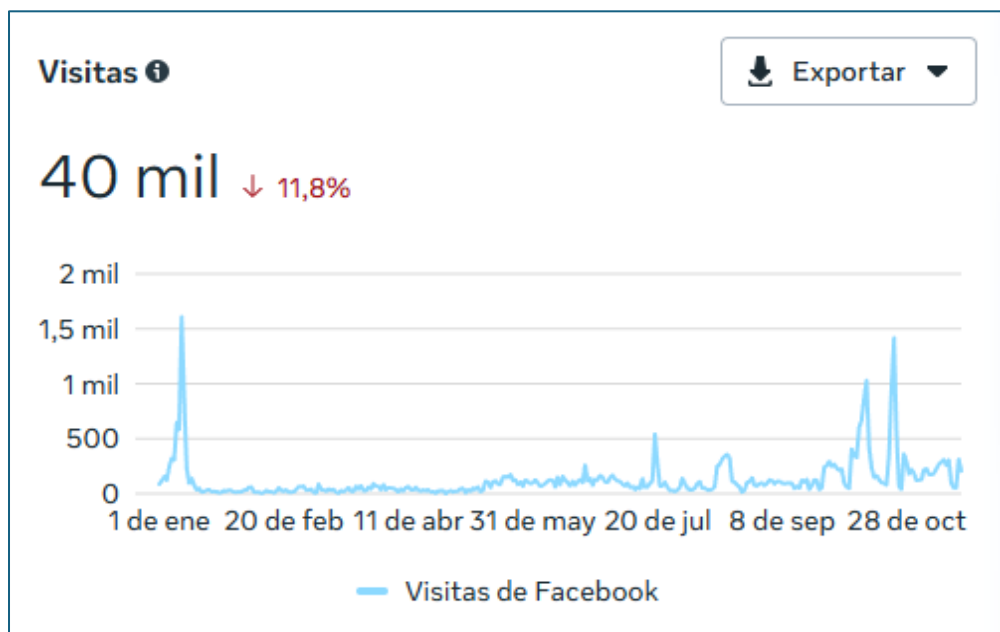 Visitas
Exportar
40 mil ↓ 11,8%
2 mil
1,5 mil
1 mil
500
0
1 de ene 20 de feb 11 de abr 31 de may 20 de jul 8 de sep 28 de oct
Visitas de Facebook